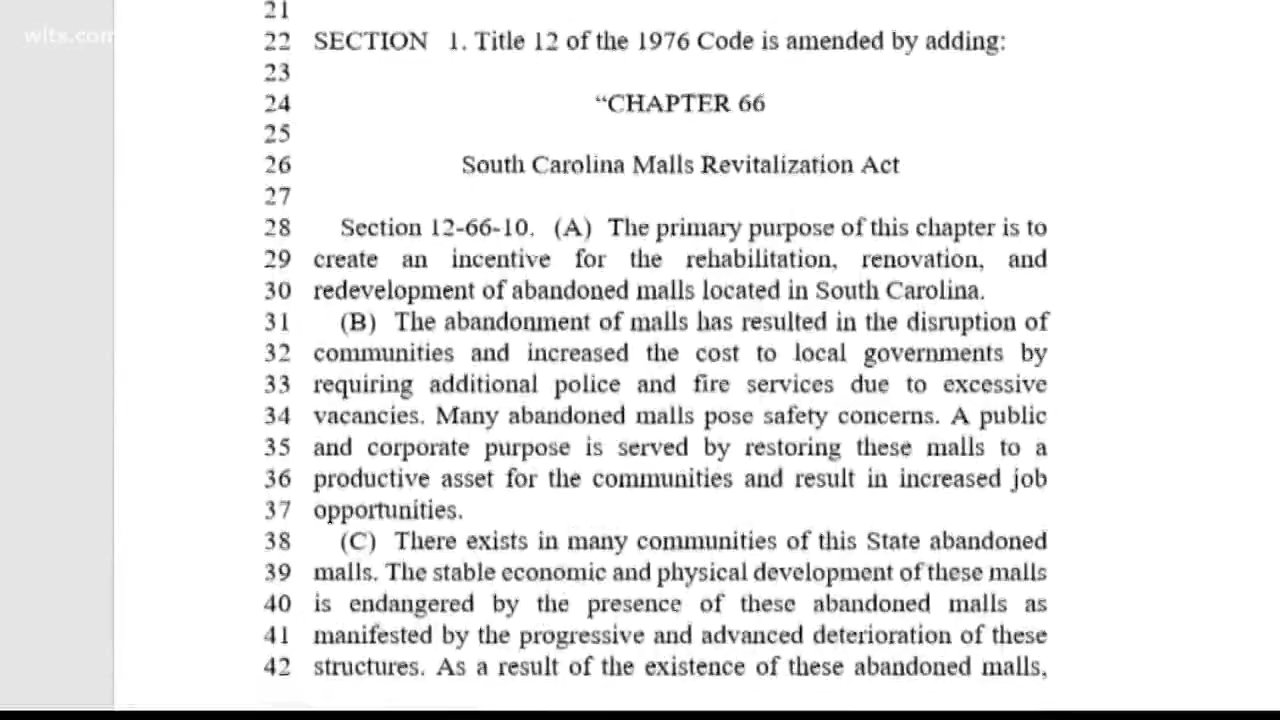 wltx.com
21
22 SECTION 1. Title 12 of the 1976 Code is amended by adding:
23
24 “CHAPTER 66
25
26 South Carolina Malls Revitalization Act
27
28 Section 12-66-10. (A) The primary purpose of this chapter is to
29 create an incentive for the rehabilitation, renovation, and
30 redevelopment of abandoned malls located in South Carolina.
31 (B) The abandonment of malls has resulted in the disruption of
32 communities and increased the cost to local governments by
33 requiring additional police and fire services due to excessive
34 vacancies. Many abandoned malls pose safety concerns. A public
35 and corporate purpose is served by restoring these malls to a
36 productive asset for the communities and result in increased job
37 opportunities.
38 (C) There exists in many communities of this State abandoned
39 malls. The stable economic and physical development of these malls
40 is endangered by the presence of these abandoned malls as
41 manifested by the progressive and advanced deterioration of these
42 structures. As a result of the existence of these abandoned malls,